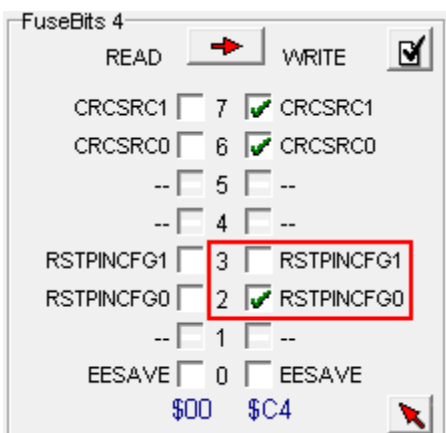 FuseBits 4
READ WRITE
CRCSRC1 7 CRCSRC1
CRCSRC0 6 CRCSRC0
-- 5 --
-- 4 --
RSTPINCFG1 3 RSTPINCFG1
RSTPINCFG0 2 RSTPINCFG0
-- 1 --
EESAVE 0 EESAVE
$00 $C4